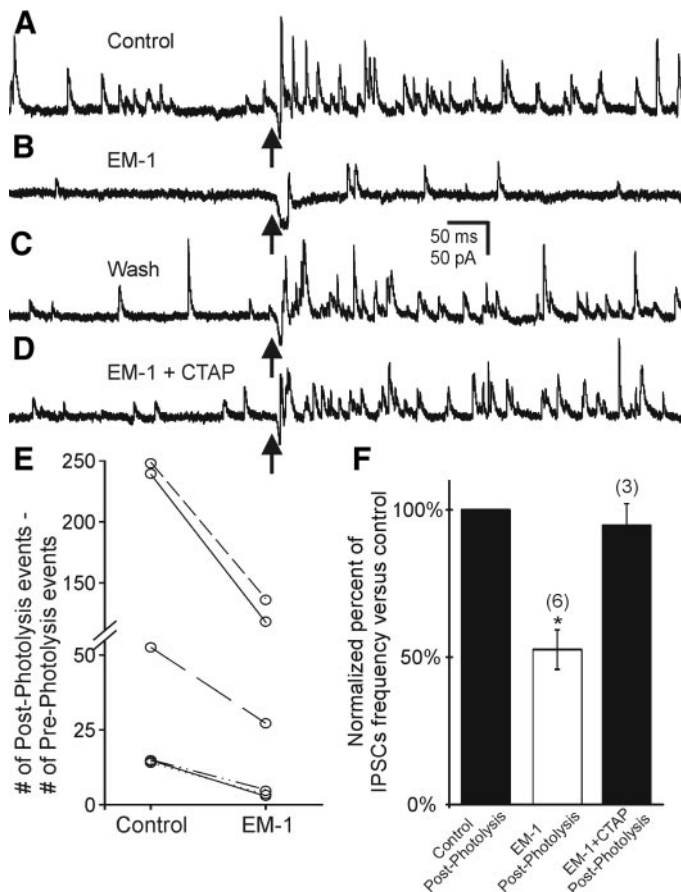 A
Control
B
EM-1
50 ms
50 pA
C
Wash
D
EM-1 + CTAP
E
# of Post-Photolysis events -
# of Pre-Photolysis events
250
150
50
25
0
Control
EM-1
F
Normalized percent of
IPSCs frequency versus control
100%
50%
0%
(6)
*
(3)
Control
Post-Photolysis
EM-1
Post-Photolysis
EM-1+CTAP
Post-Photolysis